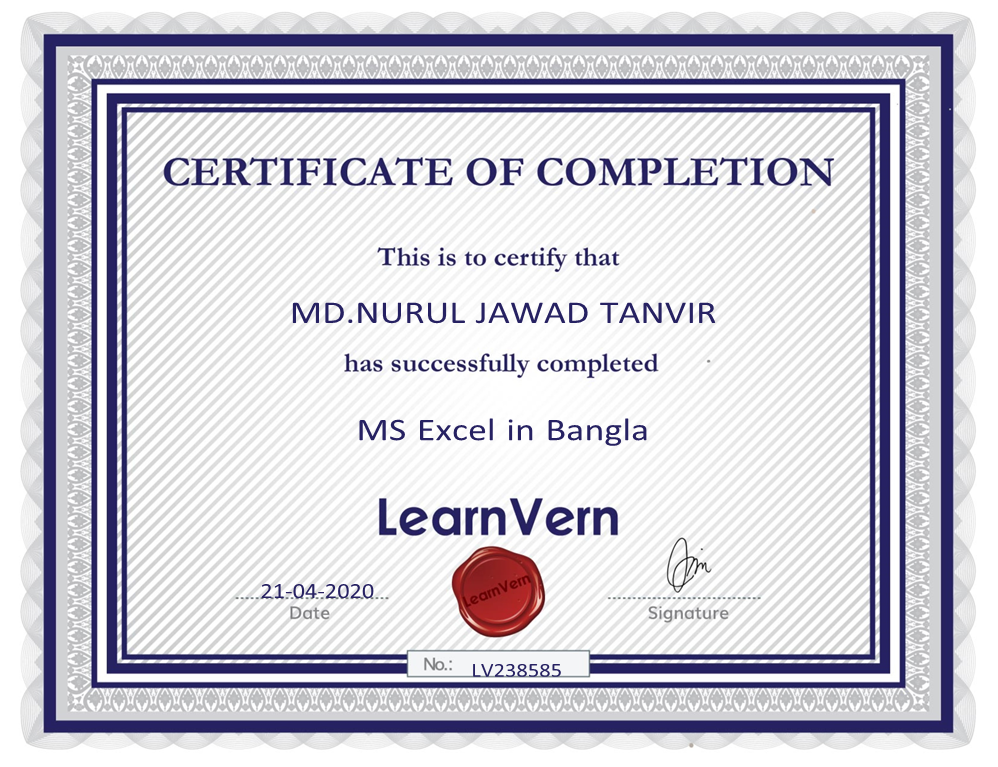 CERTIFICATE OF COMPLETION
This is to certify that
MD.NURUL JAWAD TANVIR
has successfully completed
MS Excel in Bangla
LearnVern
LearnVern
21-04-2020
Date
Signature
No.: LV238585